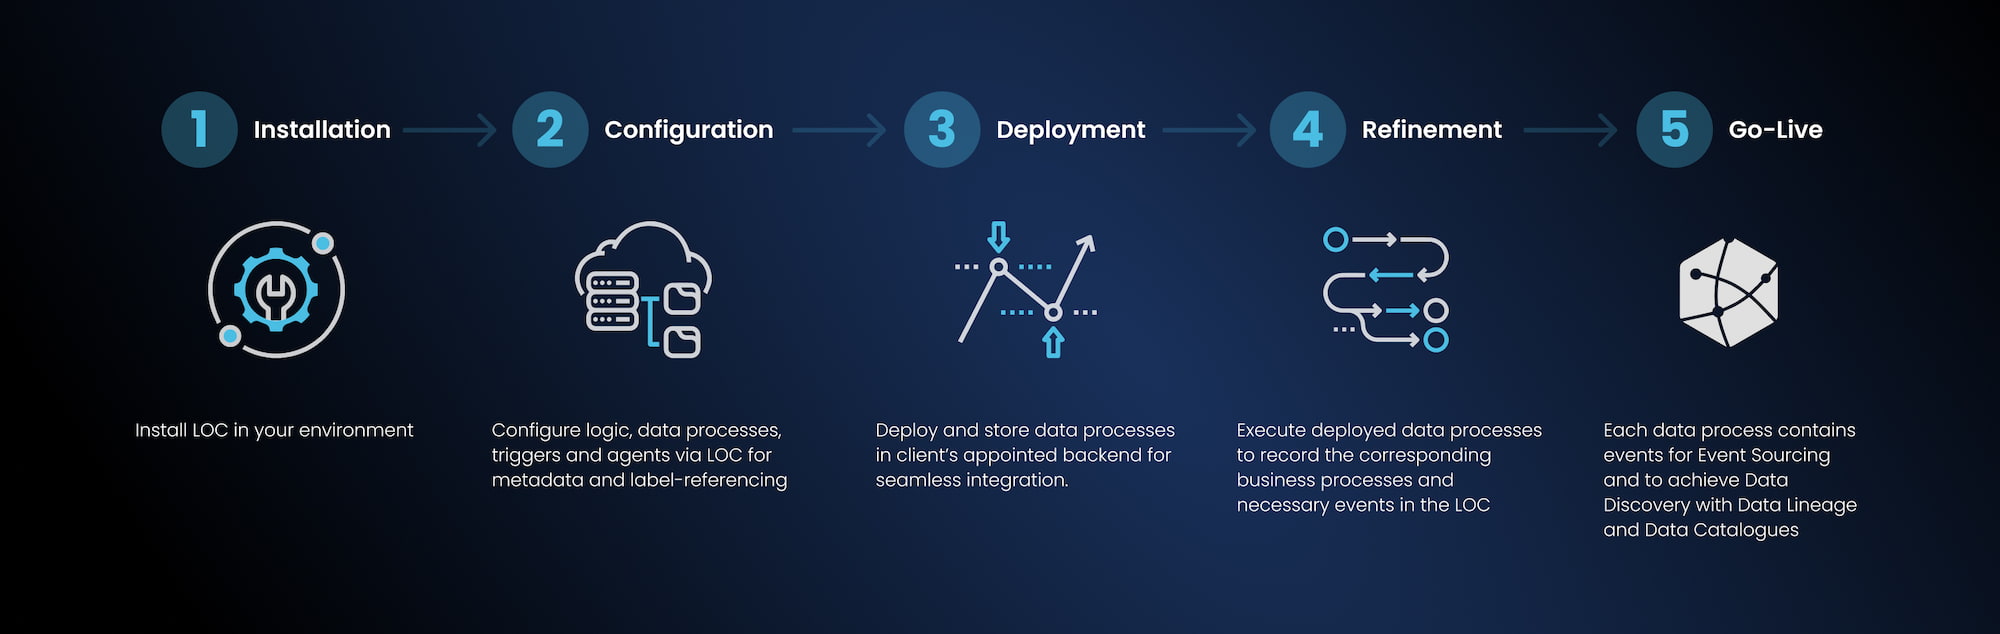 1 Installation
2 Configuration
3 Deployment
4 Refinement
5 Go-Live
Install LOC in your environment
Configure logic, data processes,
triggers and agents via LOC for
metadata and label-referencing
Deploy and store data processes
in client's appointed backend for
seamless integration.
Execute deployed data processes
to record the corresponding
business processes and
necessary events in the LOC
Each data process contains
events for Event Sourcing
and to achieve Data
Discovery with Data Lineage
and Data Catalogues